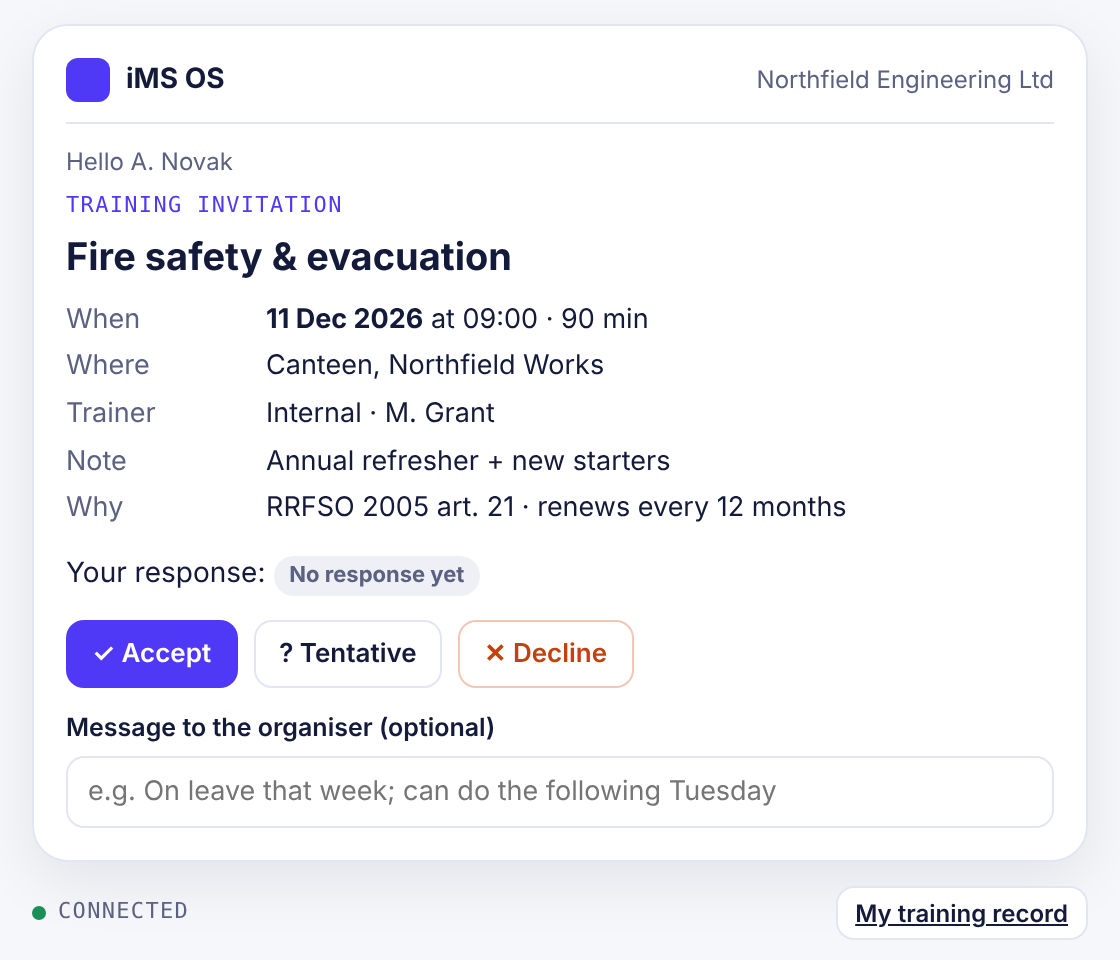 iMS OS
Northfield Engineering Ltd
Hello A. Novak
TRAINING INVITATION
Fire safety & evacuation
When 11 Dec 2026 at 09:00 · 90 min
Where Canteen, Northfield Works
Trainer Internal · M. Grant
Note Annual refresher + new starters
Why RRFSO 2005 art. 21 · renews every 12 months
Your response: No response yet
✓ Accept ? Tentative ✕ Decline
Message to the organiser (optional)
e.g. On leave that week; can do the following Tuesday
CONNECTED My training record